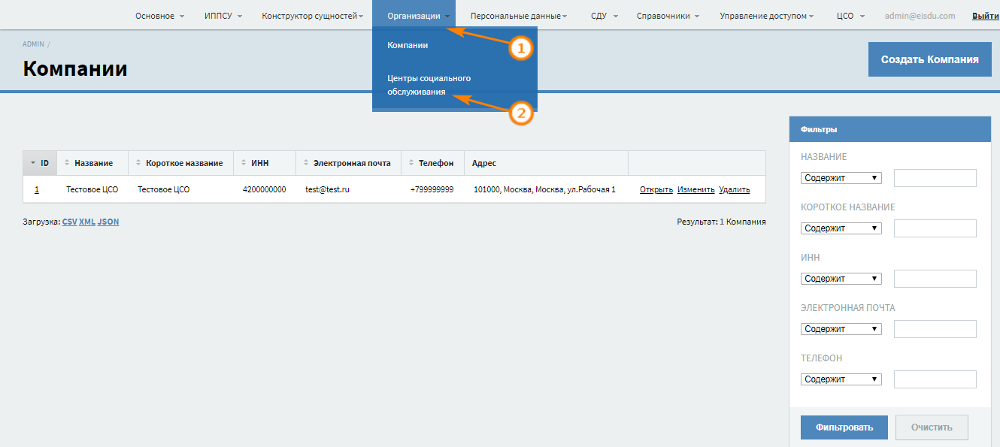 Основное ИППСУ Конструктор сущностей Организации Персональные данные СДУ Справочники Управление доступом ЦСО admin@eisdu.com Выйти
Компании
Центры социального
обслуживания
1
2
ADMIN /
Компании
Создать Компания
ID Название Короткое название ИНН Электронная почта Телефон Адрес
1 Тестовое ЦСО Тестовое ЦСО 4200000000 test@test.ru +799999999 101000, Москва, Москва, ул.Рабочая 1 Открыть Изменить Удалить
Загрузка: CSV XML JSON
Результат: 1 Компания
Фильтры
НАЗВАНИЕ
Содержит
КОРОТКОЕ НАЗВАНИЕ
Содержит
ИНН
Содержит
ЭЛЕКТРОННАЯ ПОЧТА
Содержит
ТЕЛЕФОН
Содержит
Фильтровать Очистить